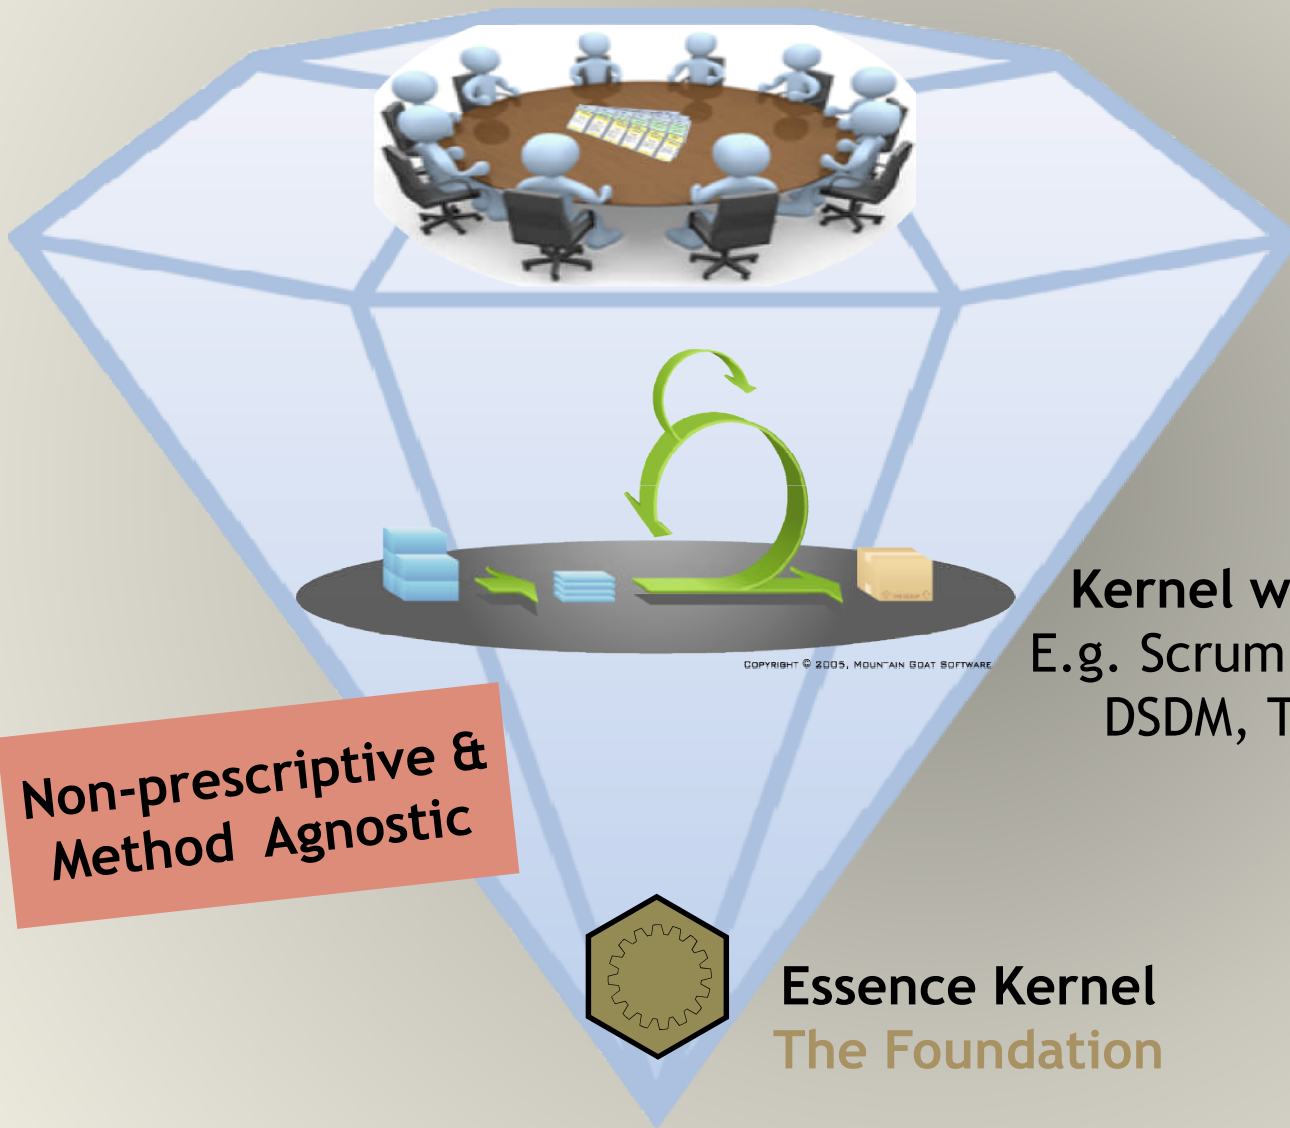 COPYRIGHT © 2005, MOUNTAIN GOAT SOFTWARE
Kernel w
E.g. Scrum
DSDM, T
Non-prescriptive &
Method Agnostic
Essence Kernel
The Foundation